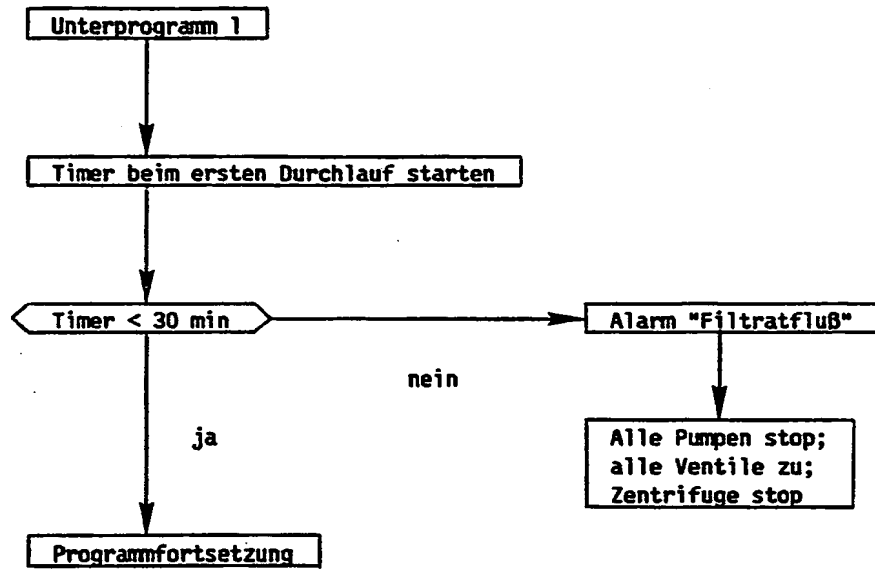 Unterprogramm 1
Timer beim ersten Durchlauf starten
Timer < 30 min
Alarm "Filtratfluß"
nein
ja
Alle Pumpen stop;
alle Ventile zu;
Zentrifuge stop
Programmfortsetzung